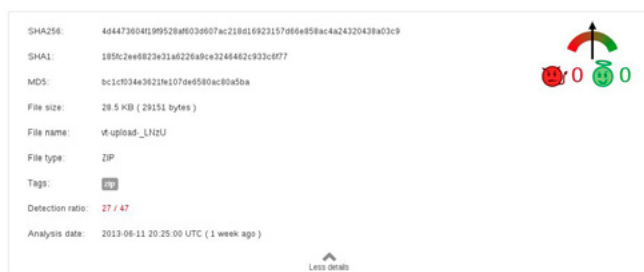 SHA256: 4d4473604f19f9528af603d607ac218d16923157d66e858ac4a24320438a03c9
SHA1: 185fc2ee6823e31a6226a9ce3246462c933c6f77
MD5: bc1cf034e3621fe107de6580ac80a5ba
File size: 28.5 KB ( 29151 bytes )
File name: vt-upload-_LNzU
File type: ZIP
Tags: zip
Detection ratio: 27 / 47
Analysis date: 2013-06-11 20:25:00 UTC ( 1 week ago )
0 0
Less details